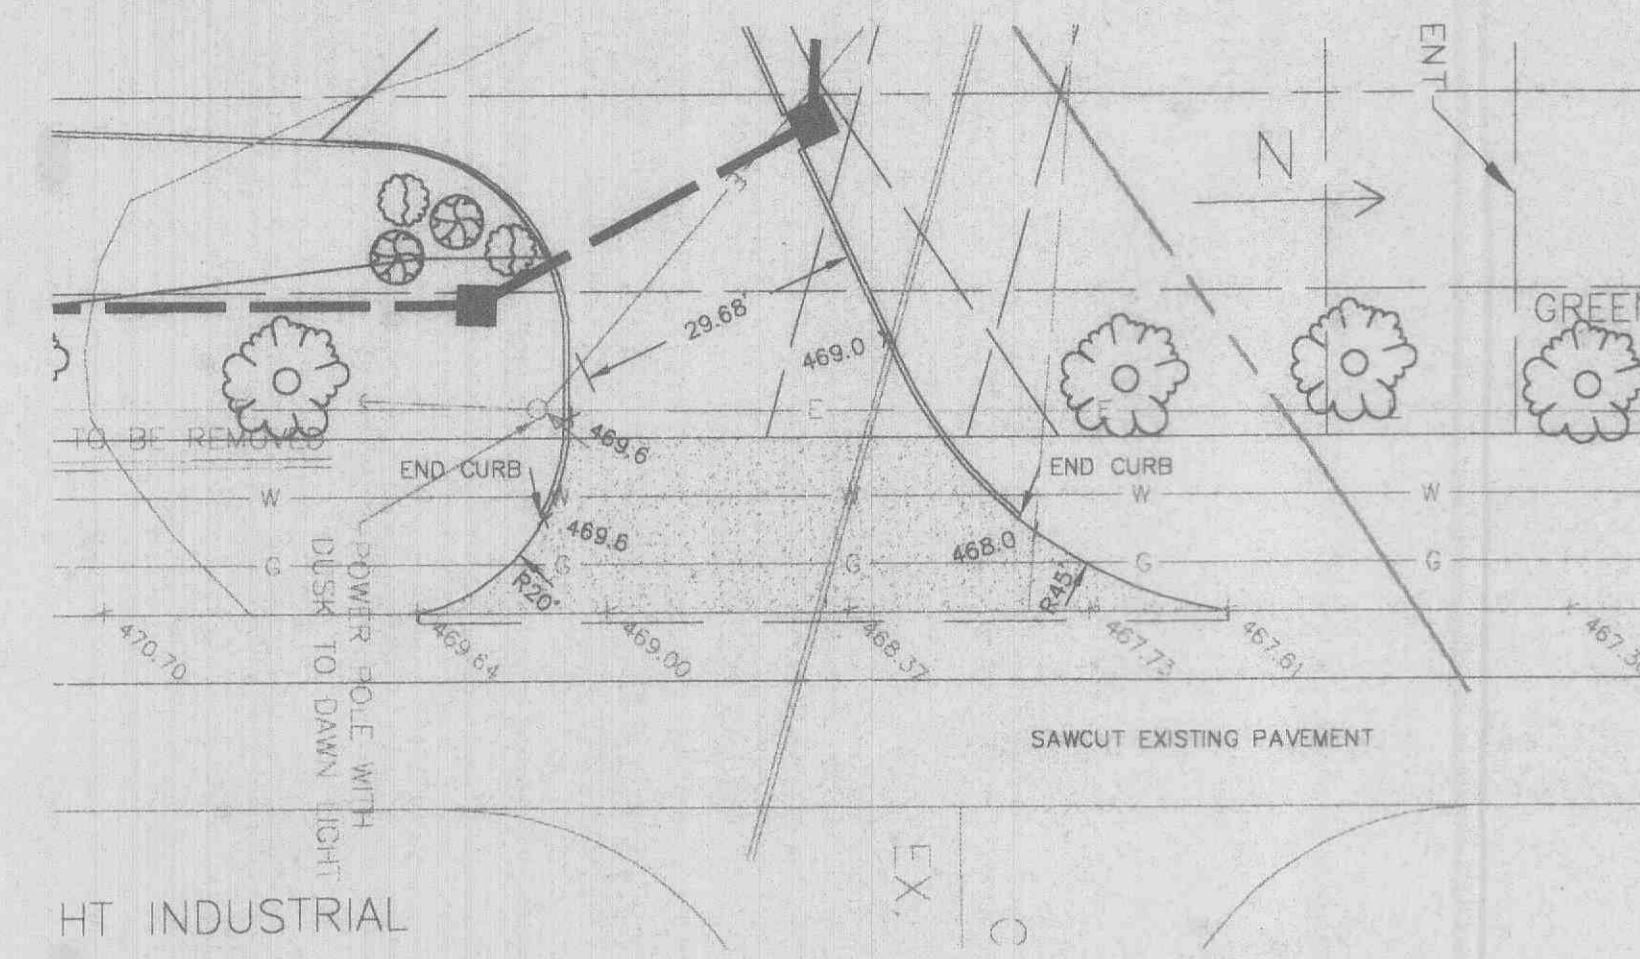 ENT
N
GREEN
29.68'
469.0
E
TO BE REMOVED
469.6
END CURB
END CURB
W
W
W
W
W
469.6
468.0
G
G
G
G
G
R20'
R45'
470.70
469.64
469.00
468.37
467.73
467.61
467.3
POWER POLE WITH
DUSK TO DAWN LIGHT
SAWCUT EXISTING PAVEMENT
EX.
C
HT INDUSTRIAL